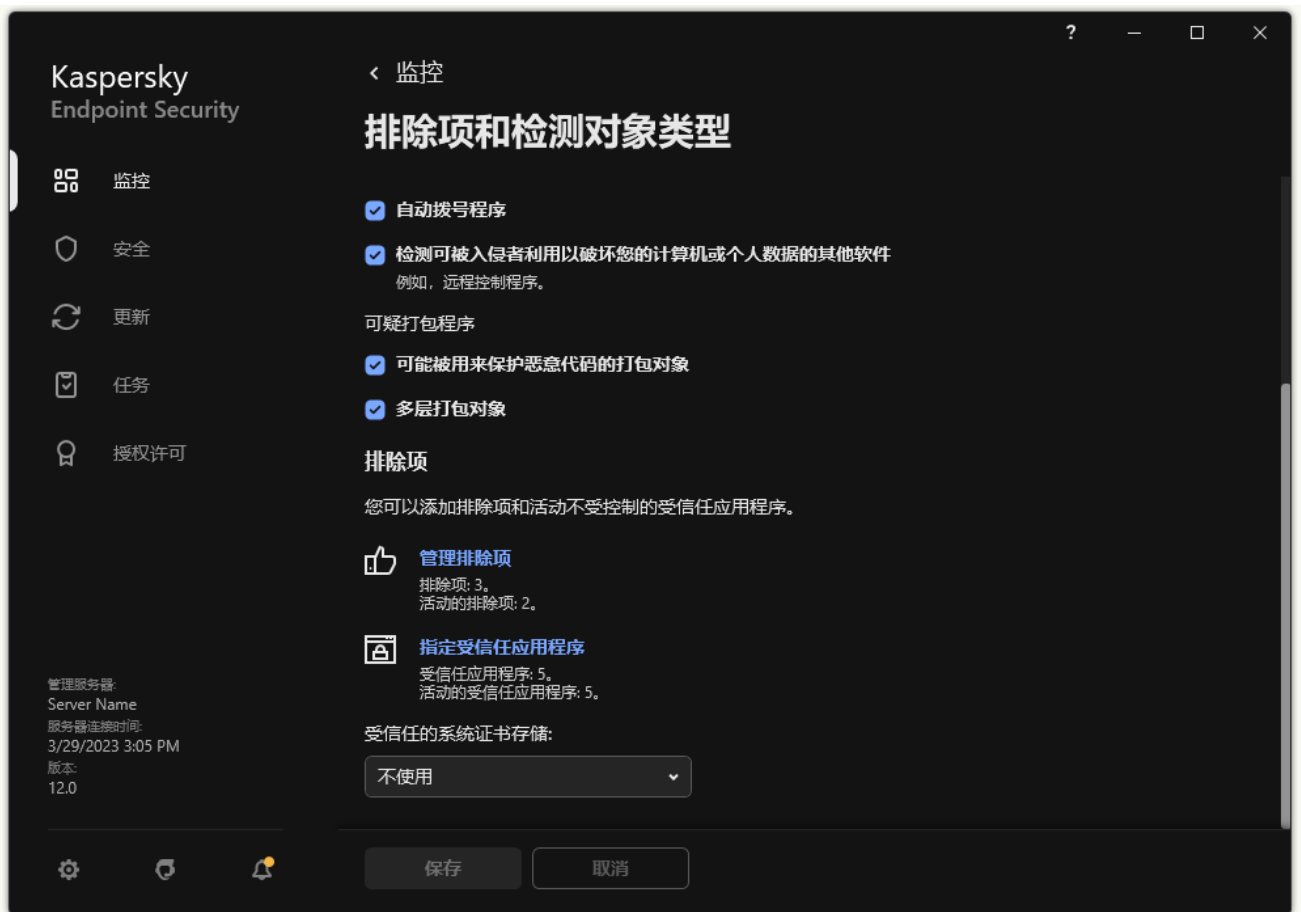 ?
Kaspersky
Endpoint Security
监控
安全
更新
任务
授权许可
管理服务器:
Server Name
服务器连接时间:
3/29/2023 3:05 PM
版本:
12.0
监控
排除项和检测对象类型
自动拨号程序
检测可被入侵者利用以破坏您的计算机或个人数据的其他软件
例如，远程控制程序。
可疑打包程序
可能被用来保护恶意代码的打包对象
多层打包对象
排除项
您可以添加排除项和活动不受控制的受信任应用程序。
管理排除项
排除项: 3。
活动的排除项: 2。
指定受信任应用程序
受信任应用程序: 5。
活动的受信任应用程序: 5。
受信任的系统证书存储:
不使用
保存
取消